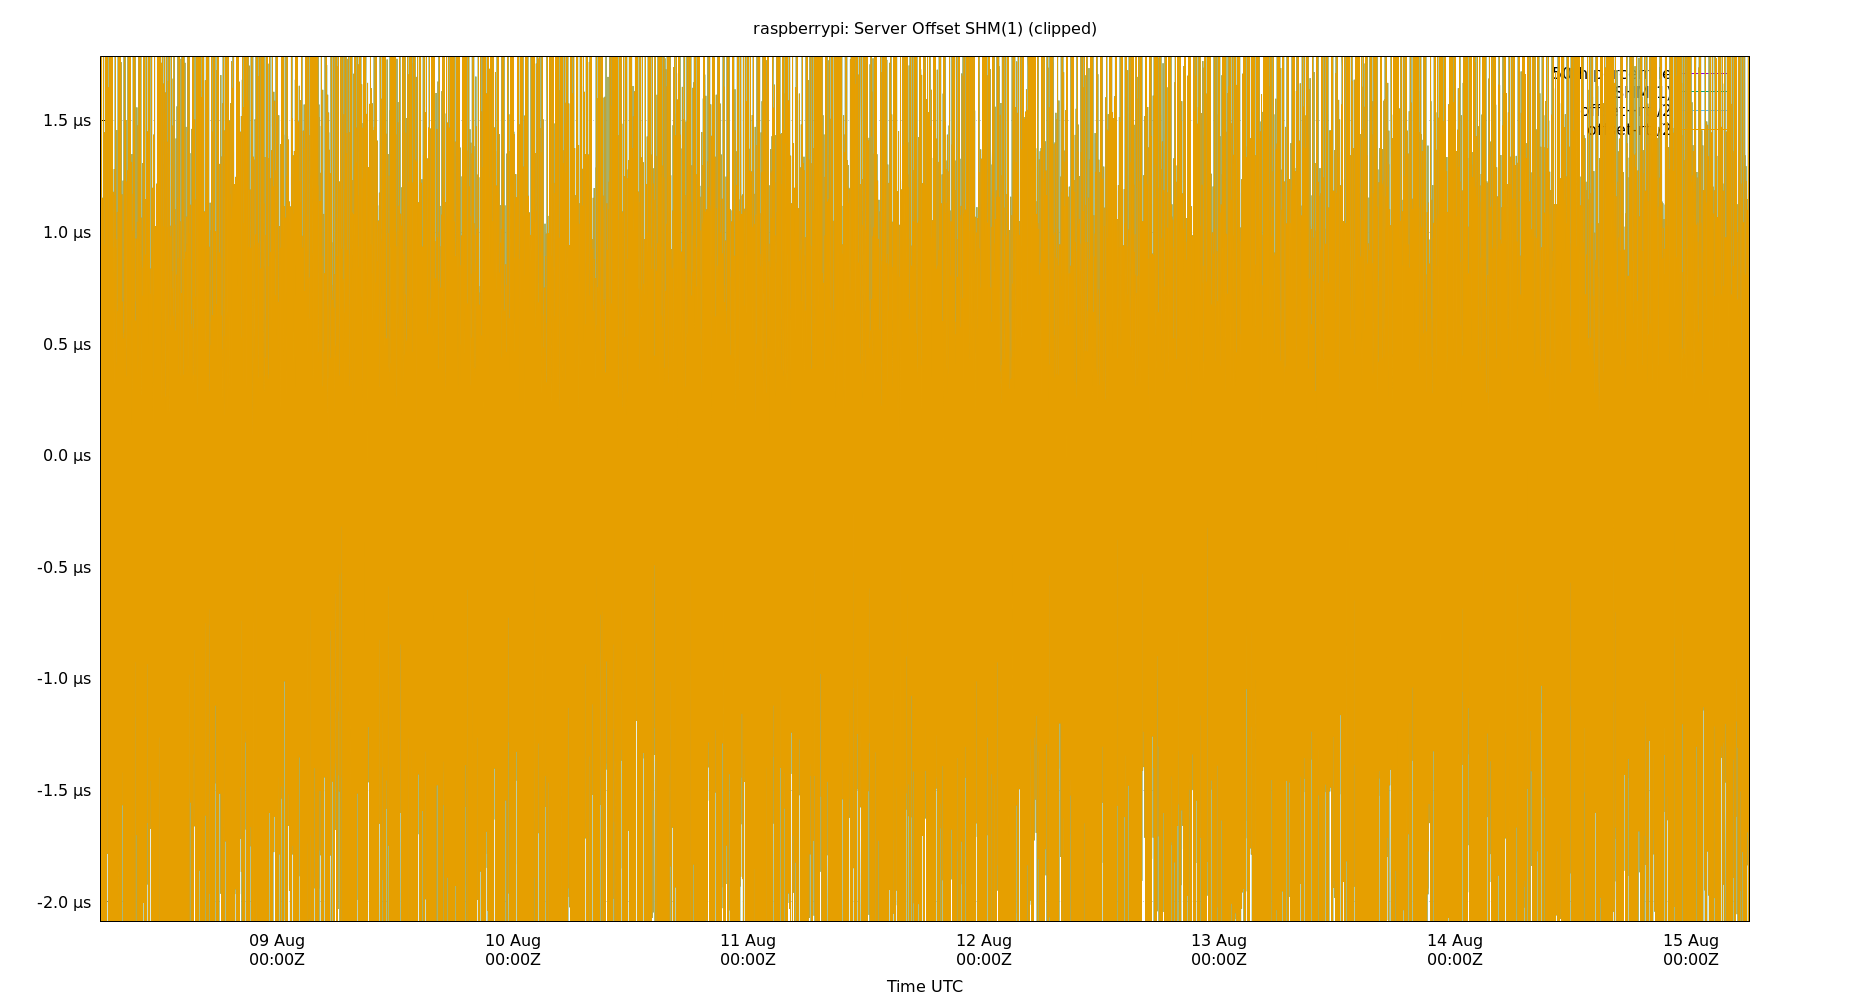 raspberrypi: Server Offset SHM(1) (clipped)
1.5 µs
1.0 µs
0.5 µs
0.0 µs
-0.5 µs
-1.0 µs
-1.5 µs
-2.0 µs
09 Aug 10 Aug 11 Aug 12 Aug 13 Aug 14 Aug 15 Aug
00:00Z 00:00Z 00:00Z 00:00Z 00:00Z 00:00Z 00:00Z
Time UTC